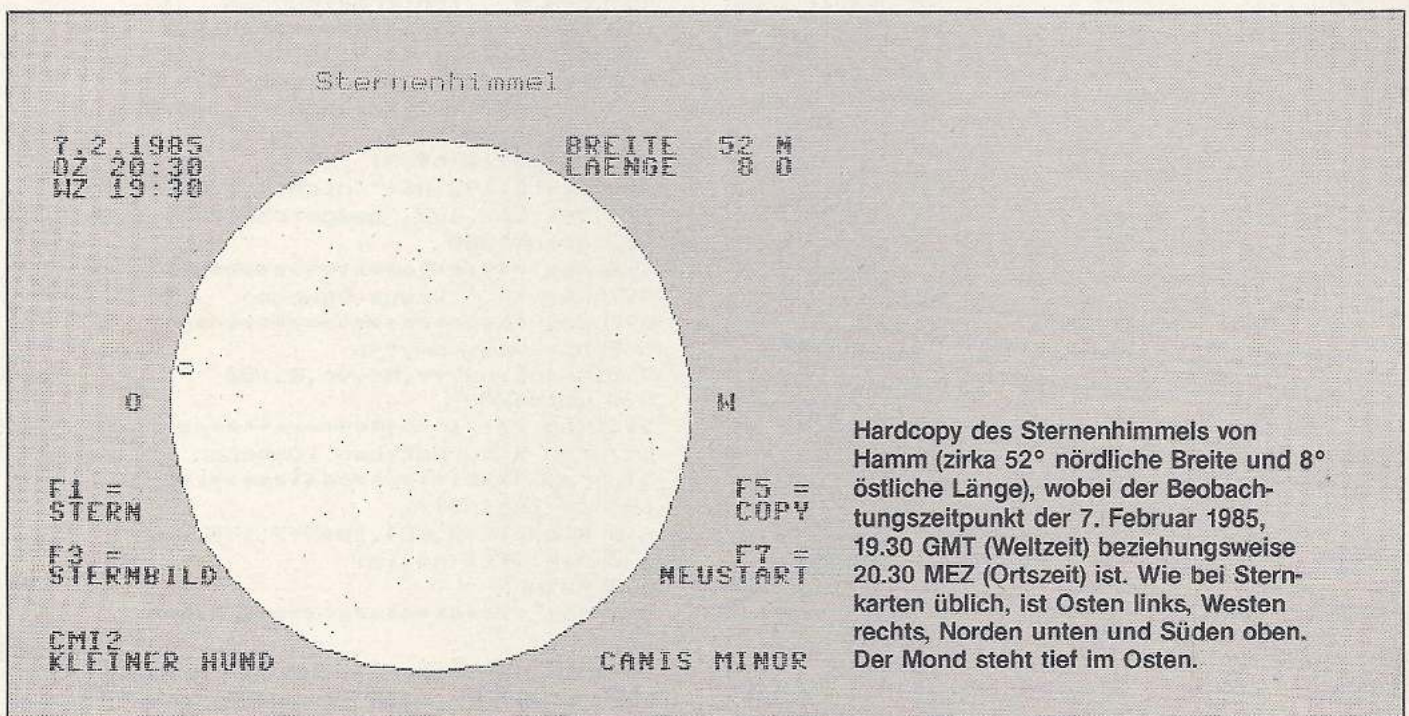 Sternenhimmel
7.2.1985
OZ 20:30
WZ 19:30
BREITE 52 N
LAENGE 8 O
O
W
F1 =
STERN
F3 =
STERNBILD
F5 =
COPY
F7 =
NEUSTART
CMI2
KLEINER HUND
CANIS MINOR
Hardcopy des Sternenhimmels von
Hamm (zirka 52° nördliche Breite und 8°
östliche Länge), wobei der Beobach-
tungszeitpunkt der 7. Februar 1985,
19.30 GMT (Weltzeit) beziehungsweise
20.30 MEZ (Ortszeit) ist. Wie bei Stern-
karten üblich, ist Osten links, Westen
rechts, Norden unten und Süden oben.
Der Mond steht tief im Osten.